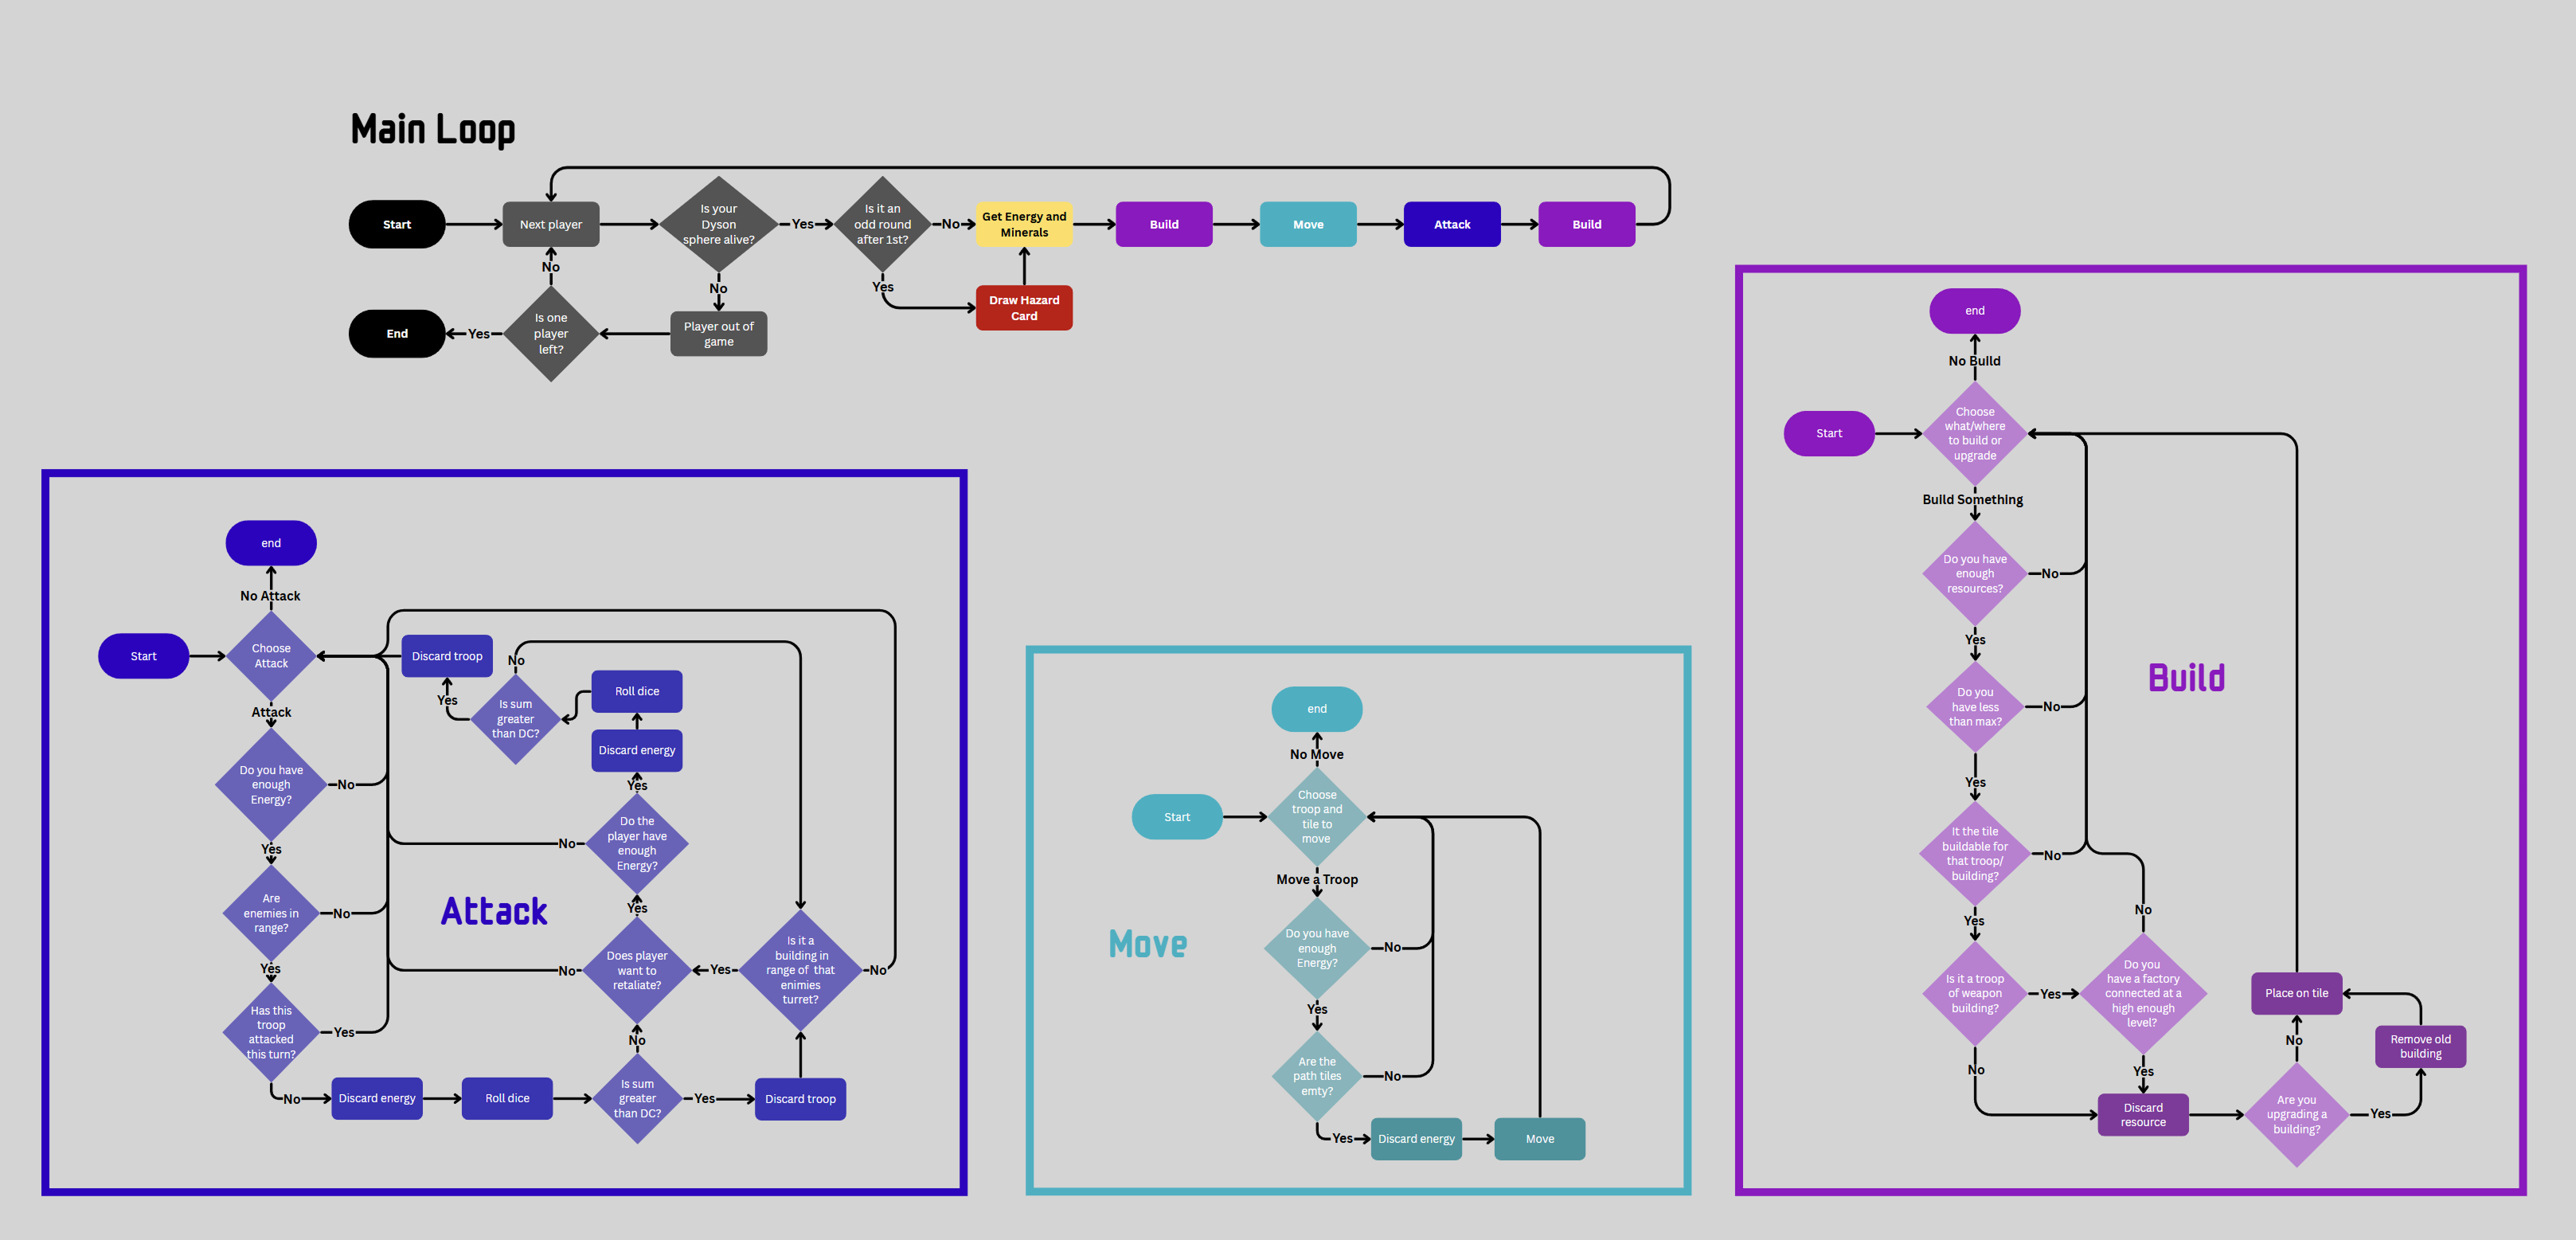 Main Loop
Start
Next player
Is your
Dyson
sphere alive?
Yes
Is it an
odd round
after 1st?
No
Get Energy and
Minerals
Build
Move
Attack
Build
No
No
Yes
Draw Hazard
Card
End
Yes
Is one
player
left?
Player out of
game
end
No Attack
Start
Choose
Attack
Discard troop
No
Yes
Is sum
greater
than DC?
Roll dice
Discard energy
Yes
Attack
Do you have
enough
Energy?
No
Do the
player have
enough
Energy?
No
Yes
Yes
Are
enemies in
range?
No
Attack
Does player
want to
retaliate?
No
Yes
Is it a
building in
range of  that
enimies
turret?
No
Yes
Has this
troop
attacked
this turn?
Yes
No
No
Discard energy
Roll dice
Is sum
greater
than DC?
Yes
Discard troop
Move
end
No Move
Start
Choose
troop and
tile to
move
Move a Troop
Do you have
enough
Energy?
No
Yes
Are the
path tiles
emty?
No
Yes
Discard energy
Move
Build
end
No Build
Start
Choose
what/where
to build or
upgrade
Build Something
Do you have
enough
resources?
No
Yes
Do you
have less
than max?
No
Yes
It the tile
buildable for
that troop/
building?
No
Yes
No
Is it a troop
of weapon
building?
Yes
Do you
have a factory
connected at a
high enough
level?
No
Yes
Discard
resource
Are you
upgrading a
building?
Yes
No
Place on tile
Remove old
building